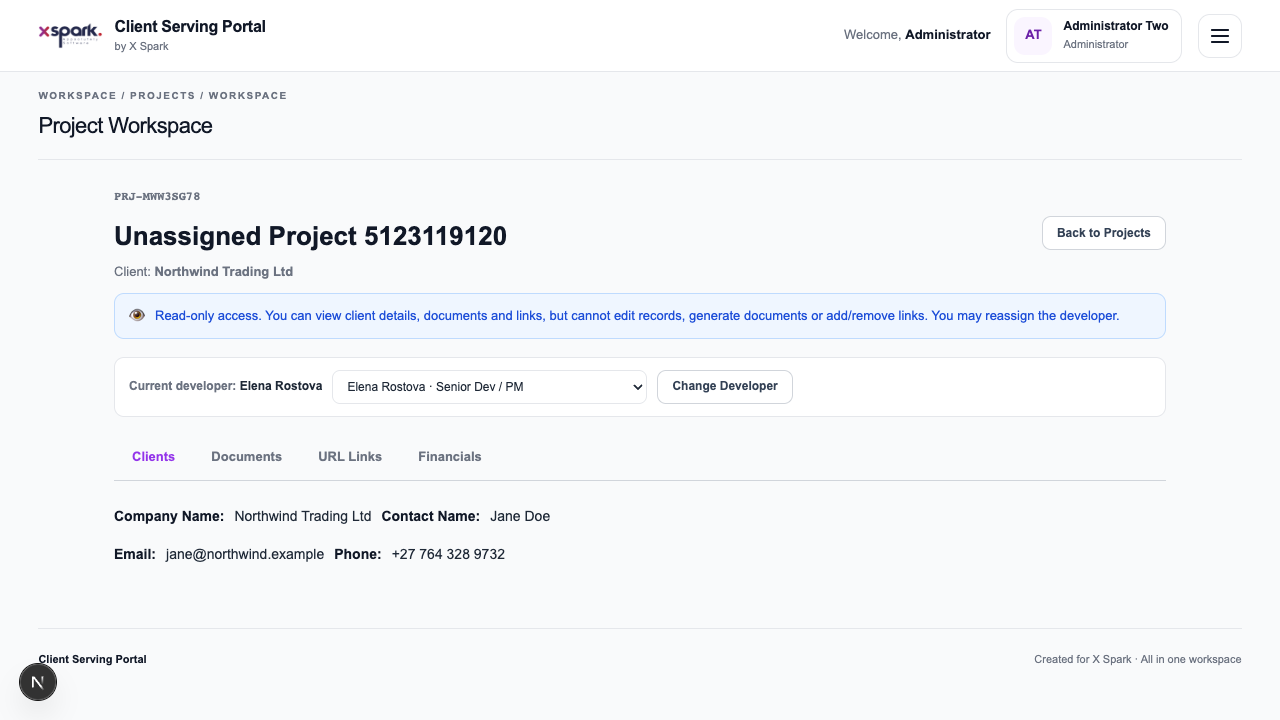 xspark.
Client Serving Portal
by X Spark
Welcome, Administrator
AT
Administrator Two
Administrator
WORKSPACE / PROJECTS / WORKSPACE
Project Workspace
PRJ-MWW3SG78
Unassigned Project 5123119120
Back to Projects
Client: Northwind Trading Ltd
Read-only access. You can view client details, documents and links, but cannot edit records, generate documents or add/remove links. You may reassign the developer.
Current developer: Elena Rostova
Elena Rostova · Senior Dev / PM
Change Developer
Clients Documents URL Links Financials
Company Name: Northwind Trading Ltd Contact Name: Jane Doe
Email: jane@northwind.example Phone: +27 764 328 9732
Client Serving Portal
Created for X Spark · All in one workspace
N